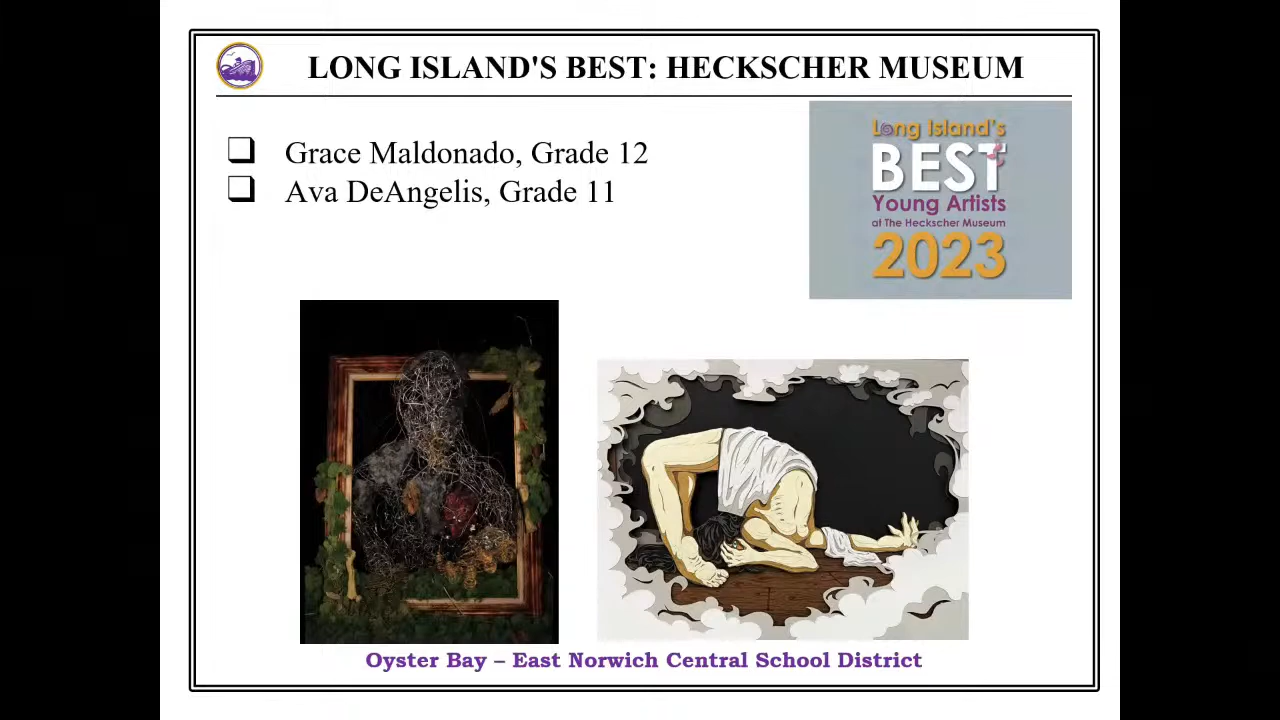 LONG ISLAND'S BEST: HECKSCHER MUSEUM
Grace Maldonado, Grade 12
Ava DeAngelis, Grade 11
Long Island's
BEST
Young Artists
at The Heckscher Museum
2023
Oyster Bay – East Norwich Central School District